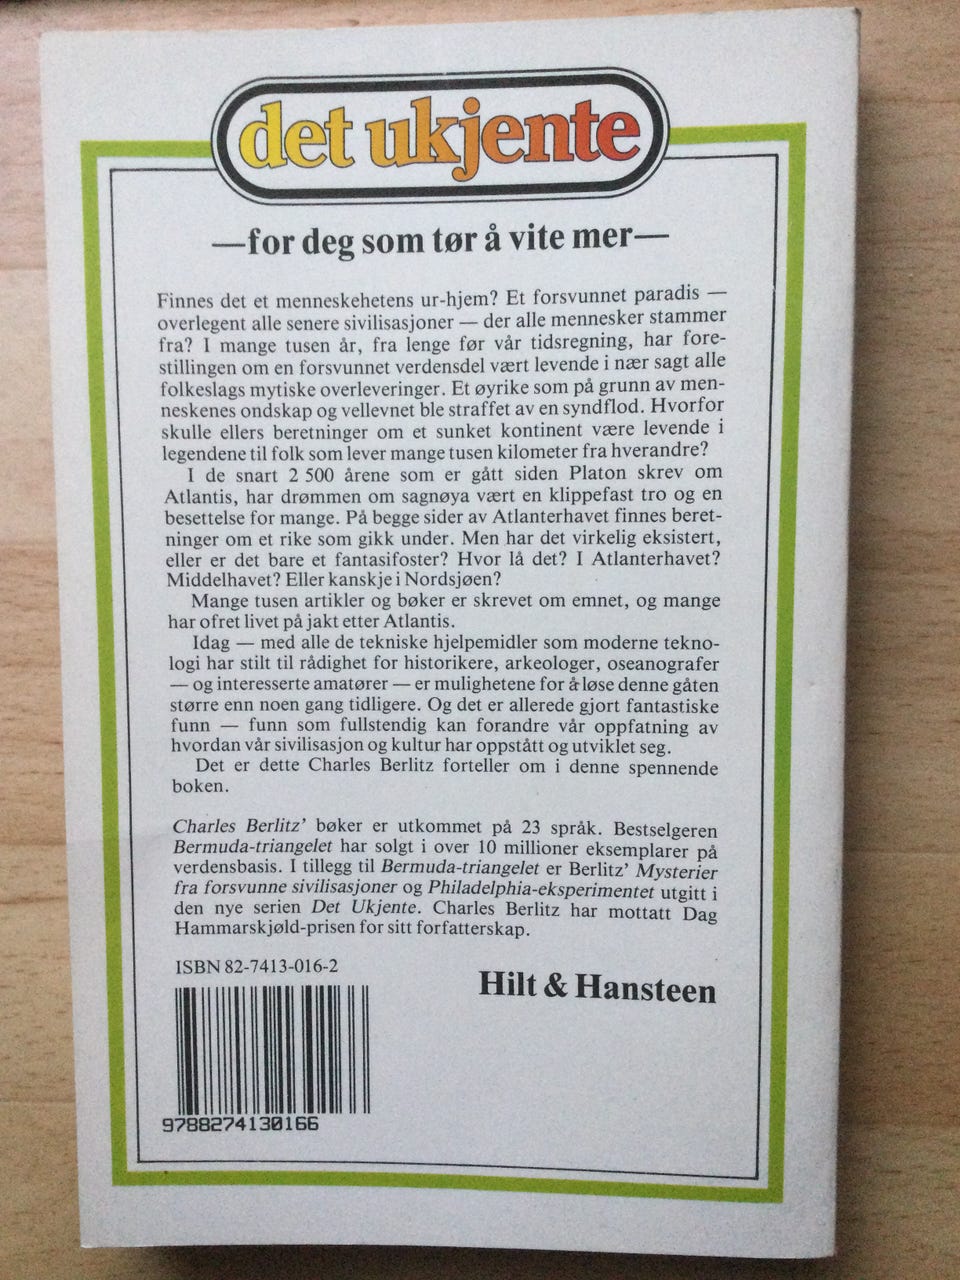 det ukjente
—for deg som tør å vite mer—
Finnes det et menneskehetens ur-hjem? Et forsvunnet paradis —
overlegent alle senere sivilisasjoner — der alle mennesker stammer
fra? I mange tusen år, fra lenge før vår tidsregning, har fore-
stillingen om en forsvunnet verdensdel vært levende i nær sagt alle
folkeslags mytiske overleveringer. Et øyrike som på grunn av men-
neskenes ondskap og vellevnet ble straffet av en syndflod. Hvorfor
skulle ellers beretninger om et sunket kontinent være levende i
legendene til folk som lever mange tusen kilometer fra hverandre?
I de snart 2 500 årene som er gått siden Platon skrev om
Atlantis, har drømmen om sagnøya vært en klippefast tro og en
besettelse for mange. På begge sider av Atlanterhavet finnes beret-
ninger om et rike som gikk under. Men har det virkelig eksistert,
eller er det bare et fantasifoster? Hvor lå det? I Atlanterhavet?
Middelhavet? Eller kanskje i Nordsjøen?
Mange tusen artikler og bøker er skrevet om emnet, og mange
har ofret livet på jakt etter Atlantis.
Idag — med alle de tekniske hjelpemidler som moderne tekno-
logi har stilt til rådighet for historikere, arkeologer, oseanografer
— og interesserte amatører — er mulighetene for å løse denne gåten
større enn noen gang tidligere. Og det er allerede gjort fantastiske
funn — funn som fullstendig kan forandre vår oppfatning av
hvordan vår sivilisasjon og kultur har oppstått og utviklet seg.
Det er dette Charles Berlitz forteller om i denne spennende
boken.
Charles Berlitz' bøker er utkommet på 23 språk. Bestselgeren
Bermuda-triangelet har solgt i over 10 millioner eksemplarer på
verdensbasis. I tillegg til Bermuda-triangelet er Berlitz' Mysterier
fra forsvunne sivilisasjoner og Philadelphia-eksperimentet utgitt i
den nye serien Det Ukjente. Charles Berlitz har mottatt Dag
Hammarskjøld-prisen for sitt forfatterskap.
ISBN 82-7413-016-2
Hilt & Hansteen
9788274130166